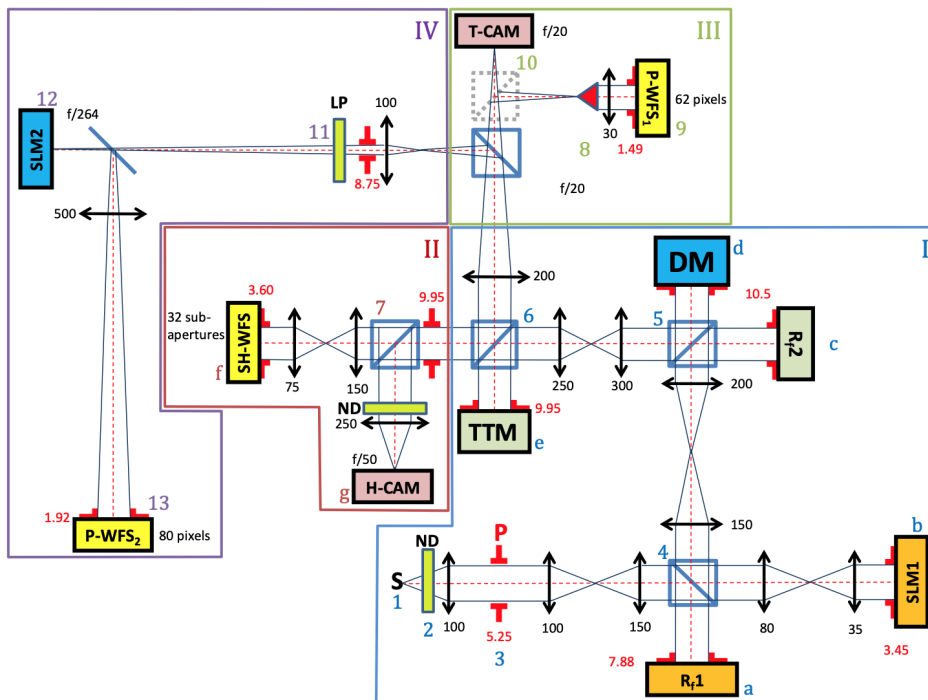 IV
T-CAM
f/20
III
10
P-WFS1
62 pixels
12
f/264
LP
100
11
30
9
8
1.49
SLM2
8.75
f/20
500
II
I
DM
d
200
10.5
3.60
9.95
7
6
5
32 sub-
apertures
SH-WFS
Rf2
c
f
75
150
250
300
200
ND
250
9.95
TTM
e
f/50
g
H-CAM
13
1.92
P-WFS2
80 pixels
150
b
P
ND
4
S
1
SLM1
2
100
5.25
100
150
80
35
3
7.88
3.45
Rf1
a